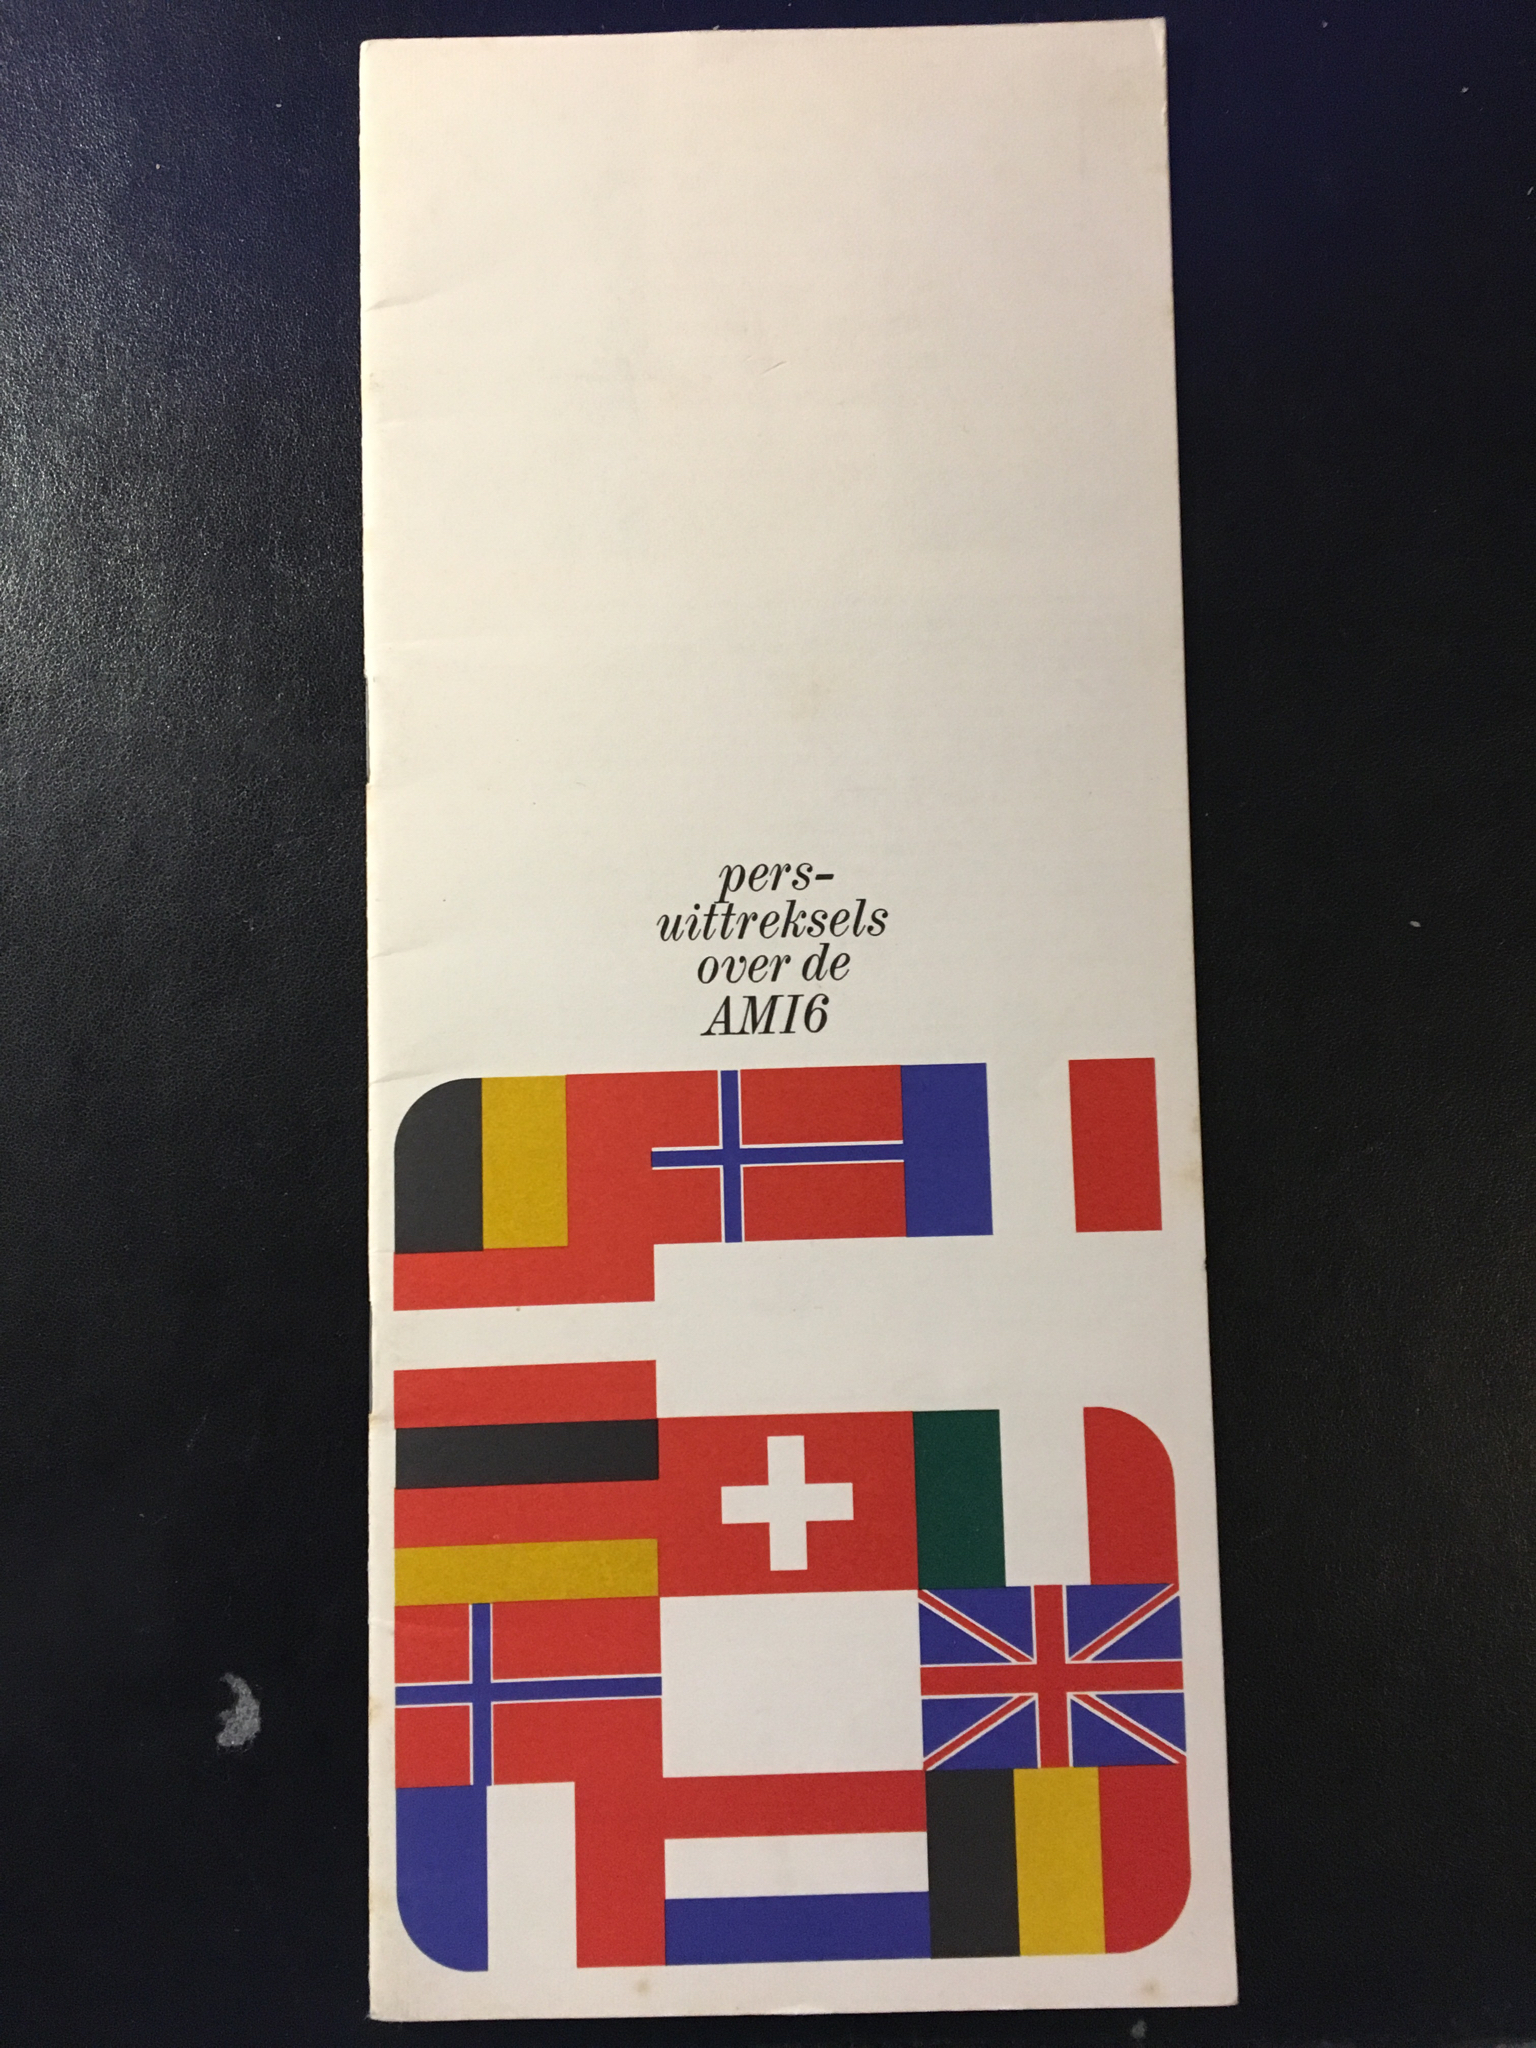 pers-
uittreksels
over de
AMI6